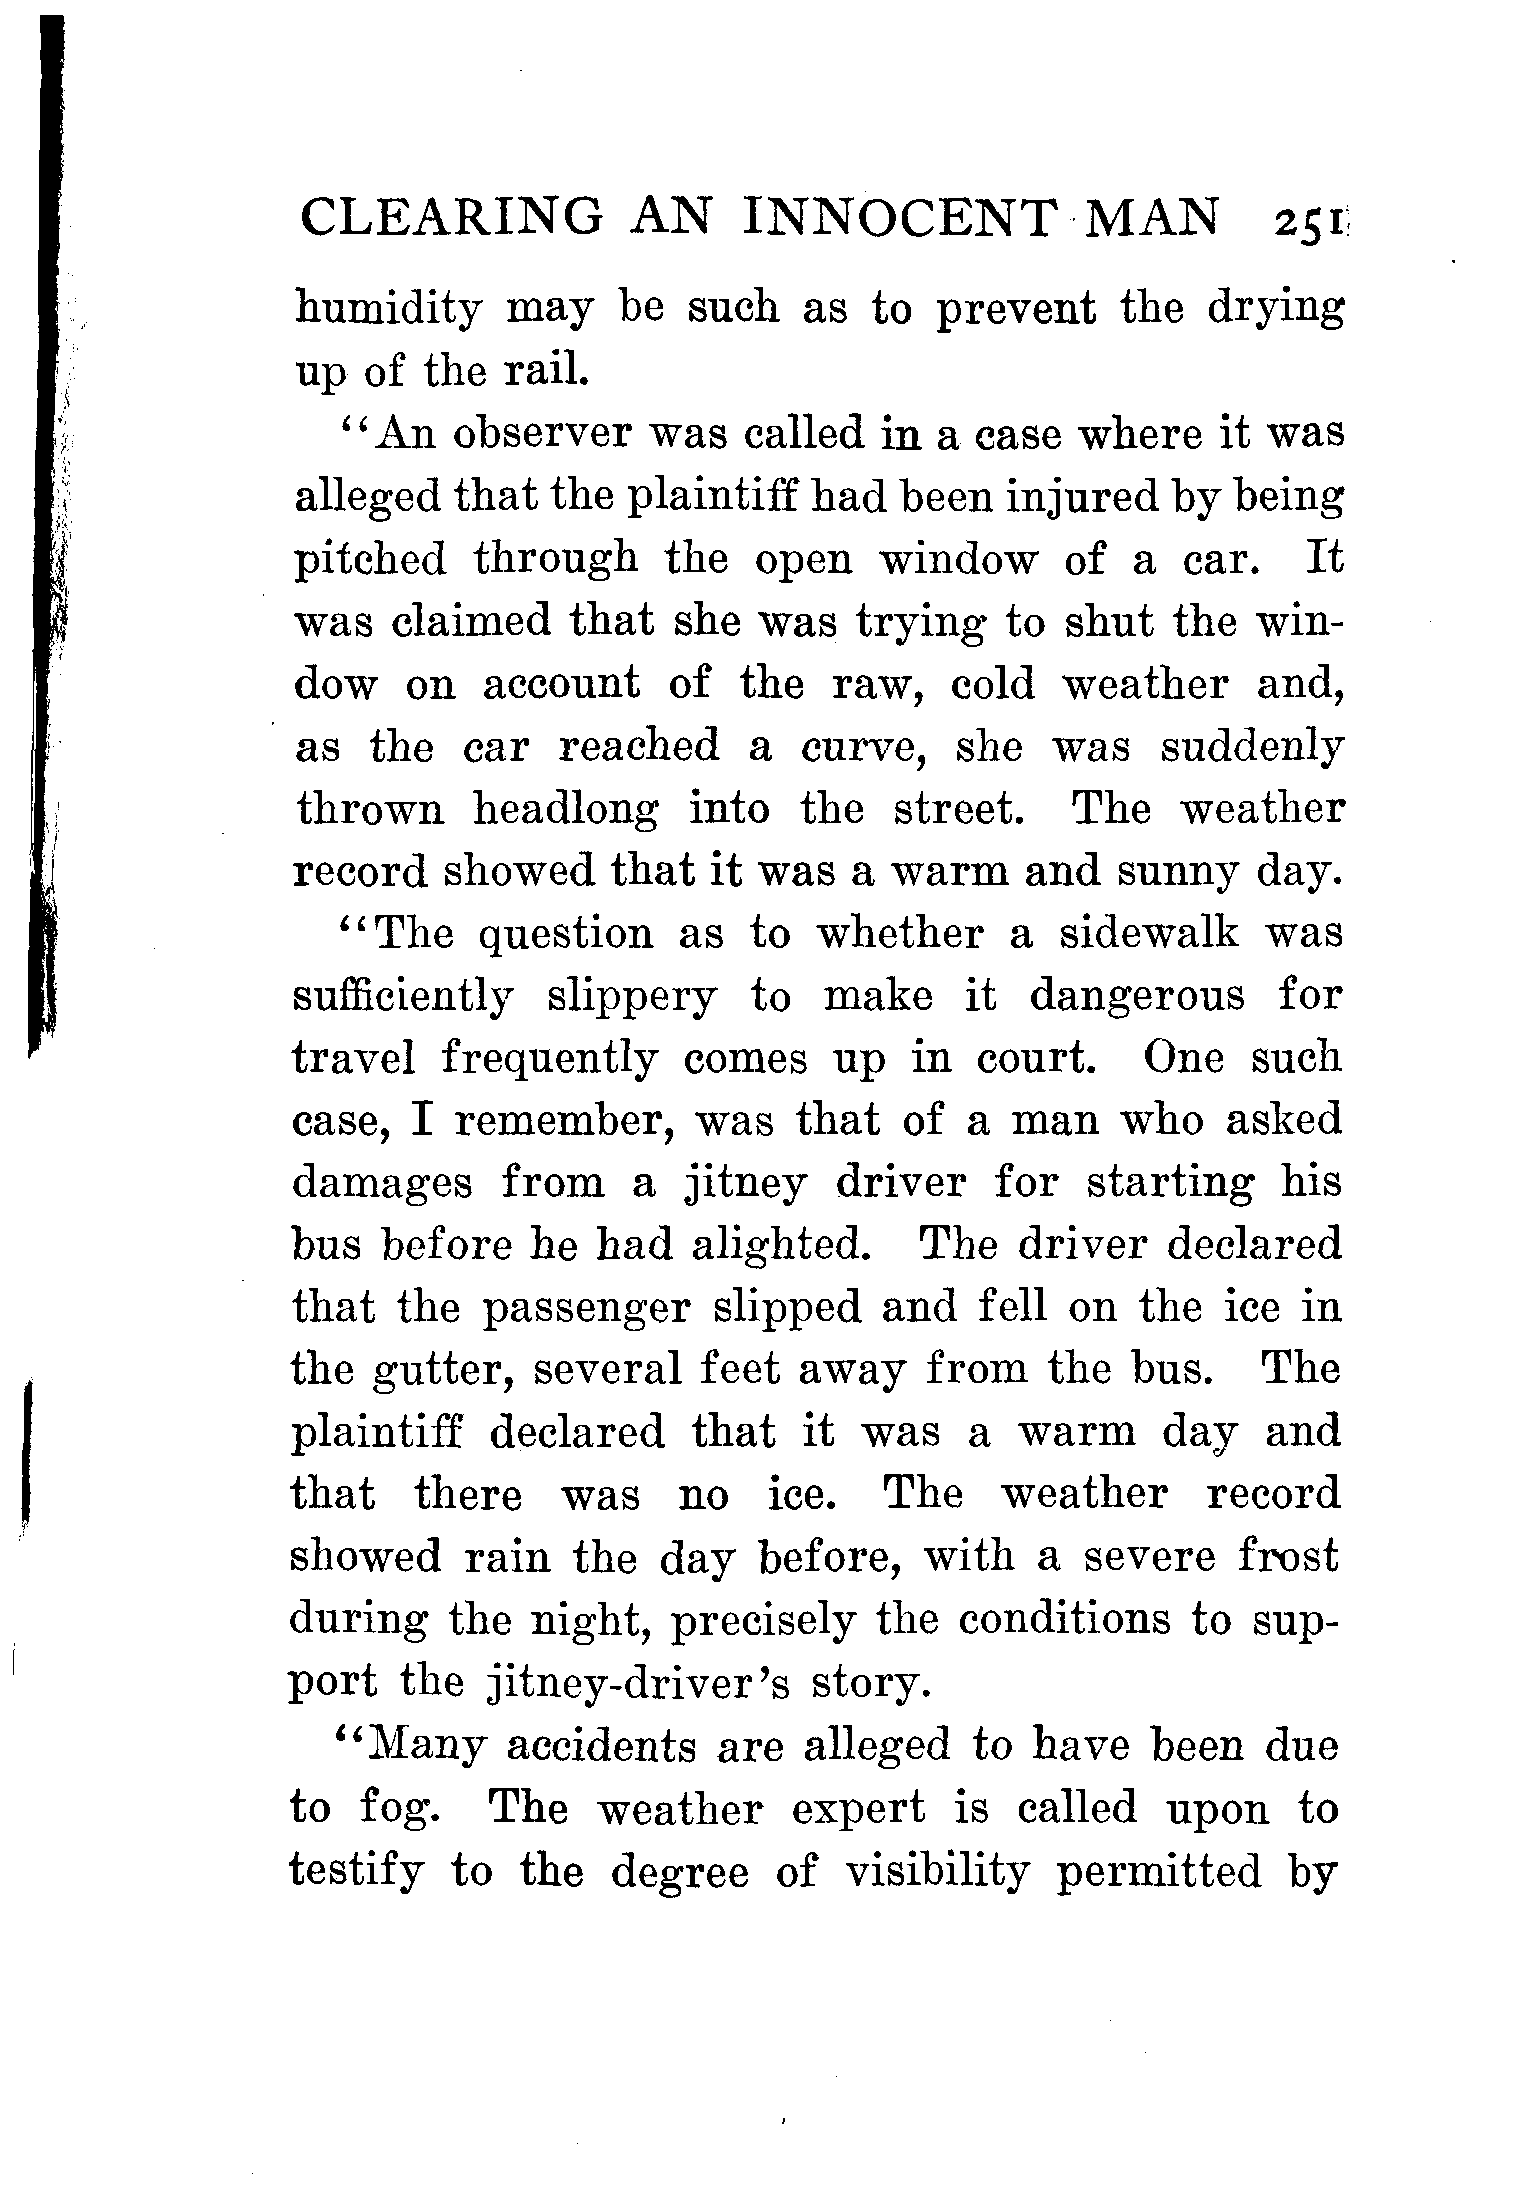 CLEARING AN INNOCENT MAN 251
humidity may be such as to prevent the drying
up of the rail.
"An observer was called in a case where it was
alleged that the plaintiff had been injured by being
pitched through the open window of a car. It
was claimed that she was trying to shut the win-
dow on account of the raw, cold weather and,
as the car reached a curve, she was suddenly
thrown headlong into the street. The weather
record showed that it was a warm and sunny day.
"The question as to whether a sidewalk was
sufficiently slippery to make it dangerous for
travel frequently comes up in court. One such
case, I remember, was that of a man who asked
damages from a jitney driver for starting his
bus before he had alighted. The driver declared
that the passenger slipped and fell on the ice in
the gutter, several feet away from the bus. The
plaintiff declared that it was a warm day and
that there was no ice. The weather record
showed rain the day before, with a severe frost
during the night, precisely the conditions to sup-
port the jitney-driver's story.
"Many accidents are alleged to have been due
to fog. The weather expert is called upon to
testify to the degree of visibility permitted by